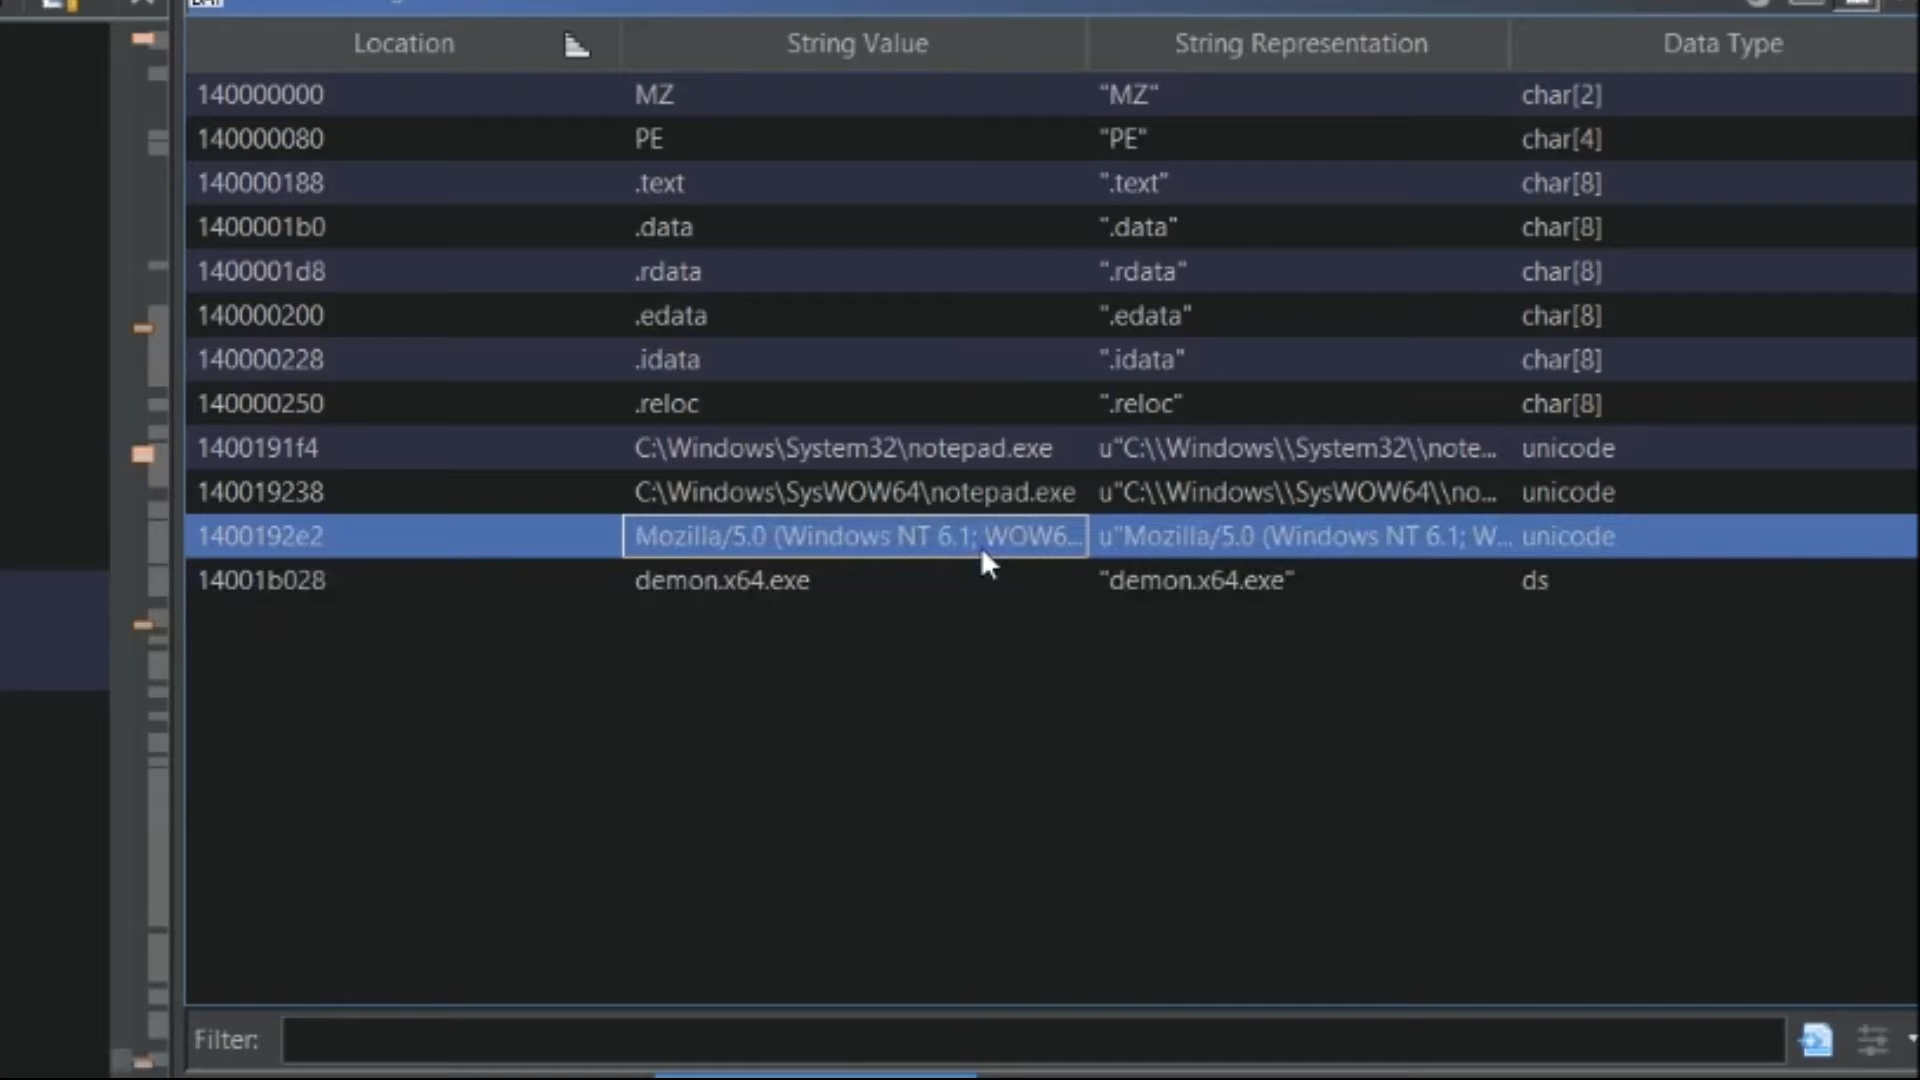 Location String Value String Representation Data Type
140000000 MZ "MZ" char[2]
140000080 PE "PE" char[4]
140000188 .text ".text" char[8]
1400001b0 .data ".data" char[8]
1400001d8 .rdata ".rdata" char[8]
140000200 .edata ".edata" char[8]
140000228 .idata ".idata" char[8]
140000250 .reloc ".reloc" char[8]
1400191f4 C:\Windows\System32\notepad.exe u"C:\\Windows\\System32\\note... unicode
140019238 C:\Windows\SysWOW64\notepad.exe u"C:\\Windows\\SysWOW64\\no... unicode
1400192e2 Mozilla/5.0 (Windows NT 6.1; WOW6... u"Mozilla/5.0 (Windows NT 6.1; W... unicode
14001b028 demon.x64.exe "demon.x64.exe" ds
Filter: